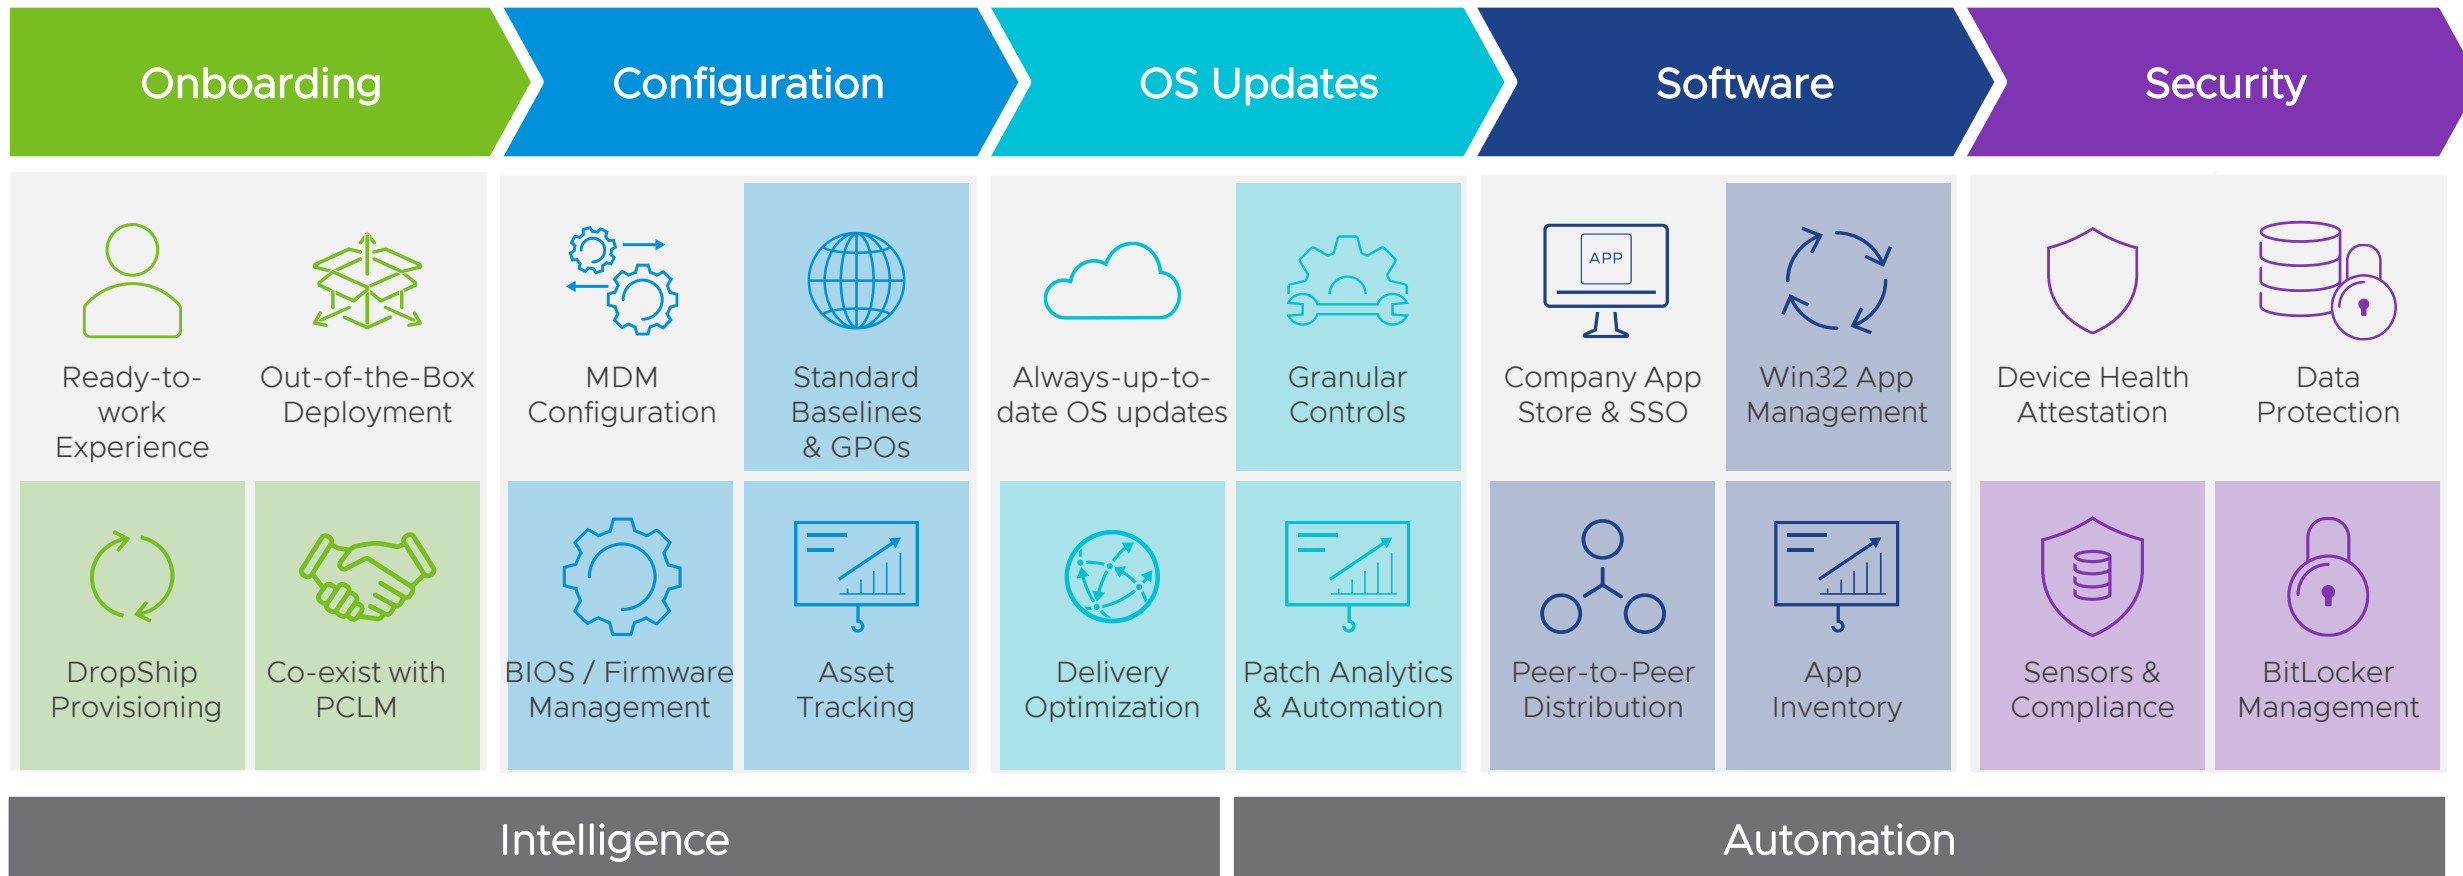 Onboarding
Configuration
OS Updates
Software
Security
Ready-to-
work
Experience
Out-of-the-Box
Deployment
MDM
Configuration
Standard
Baselines
& GPOs
Always-up-to-
date OS updates
Granular
Controls
APP
Company App
Store & SSO
Win32 App
Management
Device Health
Attestation
Data
Protection
DropShip
Provisioning
Co-exist with
PCLM
BIOS / Firmware
Management
Asset
Tracking
Delivery
Optimization
Patch Analytics
& Automation
Peer-to-Peer
Distribution
App
Inventory
Sensors &
Compliance
BitLocker
Management
Intelligence
Automation